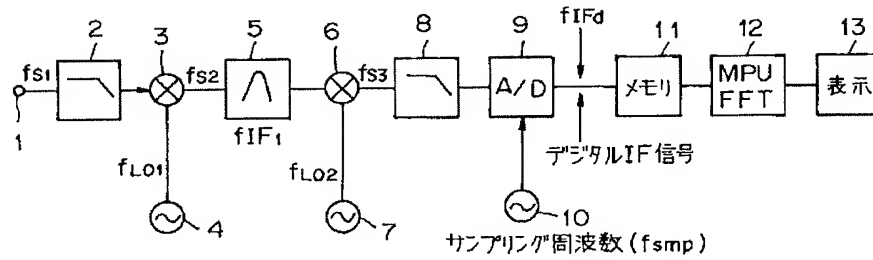 fIFd
2
3
5
6
8
9
11
12
13
fS1
fS2
fS3
A/D
メモリ
MPU
FFT
表示
1
fIF1
fLO1
fLO2
デジタルIF信号
4
7
10
サンプリング周波数(fsmp)